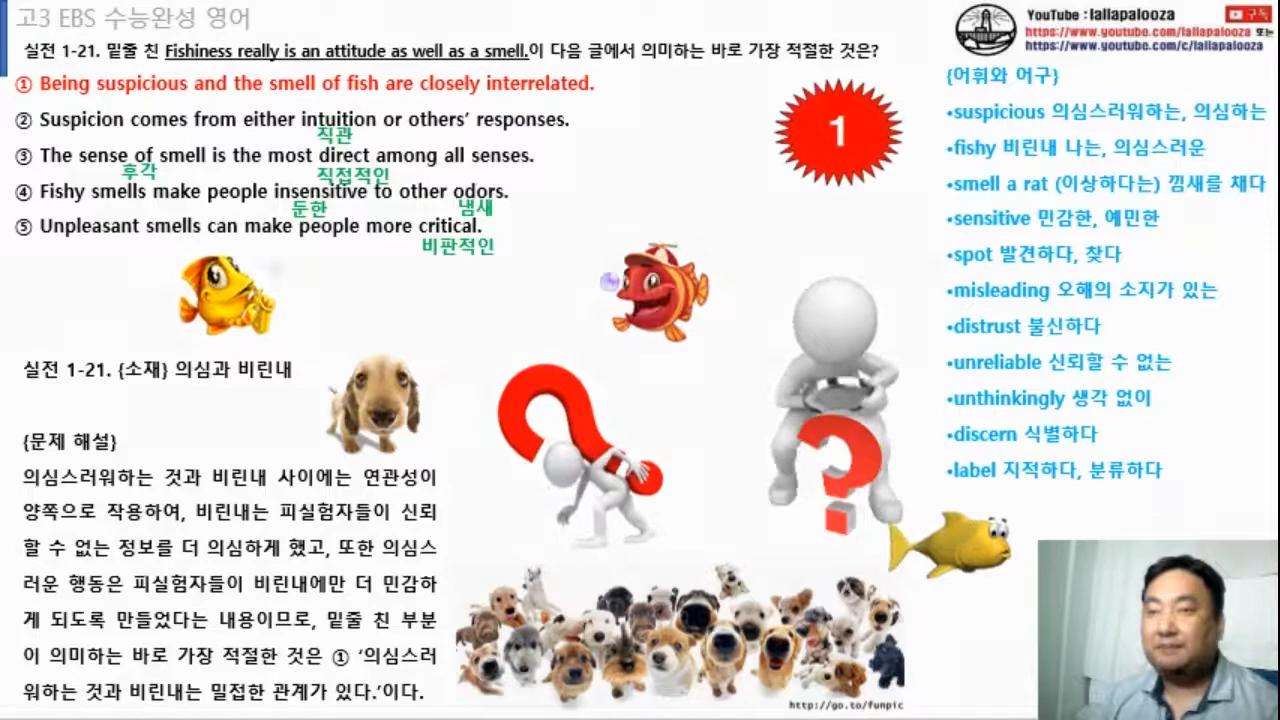 고3 EBS 수능완성 영어
YouTube : lallapalooza
구독
https://www.youtube.com/lallapalooza 또는
https://www.youtube.com/c/lallapalooza
실전 1-21. 밑줄 친 Fishiness really is an attitude as well as a smell.이 다음 글에서 의미하는 바로 가장 적절한 것은?
① Being suspicious and the smell of fish are closely interrelated.
② Suspicion comes from either intuition or others’ responses.
직관
③ The sense of smell is the most direct among all senses.
후각 직접적인
④ Fishy smells make people insensitive to other odors.
둔한 냄새
⑤ Unpleasant smells can make people more critical.
비판적인
1
{어휘와 어구}
•suspicious 의심스러워하는, 의심하는
•fishy 비린내 나는, 의심스러운
•smell a rat (이상하다는) 낌새를 채다
•sensitive 민감한, 예민한
•spot 발견하다, 찾다
•misleading 오해의 소지가 있는
•distrust 불신하다
•unreliable 신뢰할 수 없는
•unthinkingly 생각 없이
•discern 식별하다
•label 지적하다, 분류하다
실전 1-21. {소재} 의심과 비린내
{문제 해설}
의심스러워하는 것과 비린내 사이에는 연관성이
양쪽으로 작용하여, 비린내는 피실험자들이 신뢰
할 수 없는 정보를 더 의심하게 했고, 또한 의심스
러운 행동은 피실험자들이 비린내에만 더 민감하
게 되도록 만들었다는 내용이므로, 밑줄 친 부분
이 의미하는 바로 가장 적절한 것은 ① ‘의심스러
워하는 것과 비린내는 밀접한 관계가 있다.’이다.
http://go.to/funpic